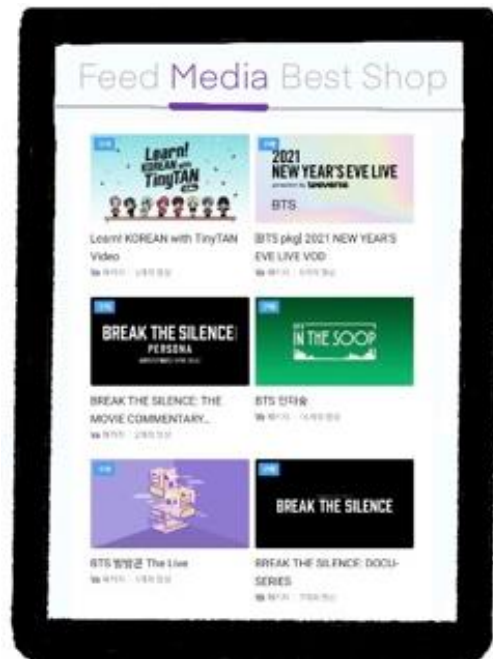 Feed Media Best Shop
Learn!
KOREAN with
TinyTAN
2021
NEW YEAR'S EVE LIVE
presented by weverse
BTS
Learn! KOREAN with TinyTAN
Video
[BTS pkg] 2021 NEW YEAR'S
EVE LIVE VOD
BREAK THE SILENCE:
PERSONA
IN THE SOOP
BREAK THE SILENCE: THE
MOVIE COMMENTARY...
BTS 인더숲
BREAK THE SILENCE
BTS 방방콘 The Live
BREAK THE SILENCE: DOCU-
SERIES